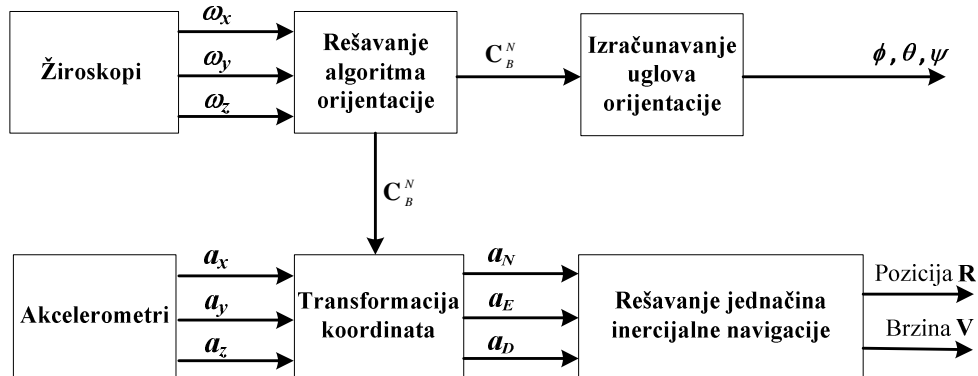 Žiroskopi
ω_x
ω_y
ω_z
Rešavanje
algoritma
orijentacije
C_B^N
Izračunavanje
uglova
orijentacije
ϕ, θ, ψ
C_B^N
Akcelerometri
a_x
a_y
a_z
Transformacija
koordinata
a_N
a_E
a_D
Rešavanje jednačina
inercijalne navigacije
Pozicija R
Brzina V